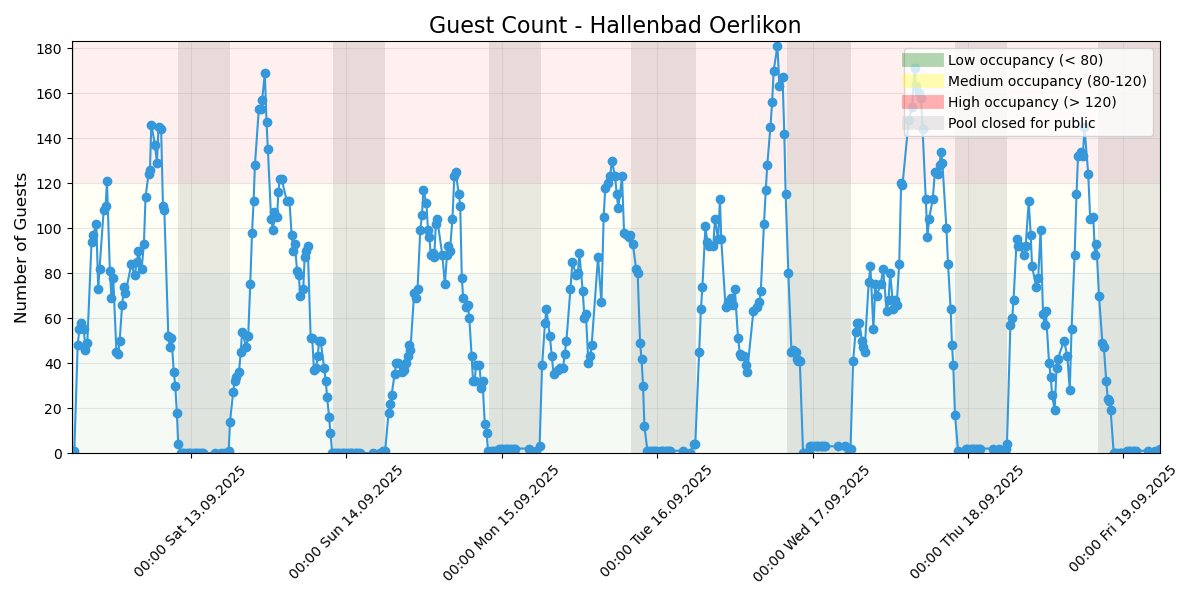 Guest Count - Hallenbad Oerlikon
Number of Guests
180
160
140
120
100
80
60
40
20
0
Low occupancy (< 80)
Medium occupancy (80-120)
High occupancy (> 120)
Pool closed for public
00:00 Sat 13.09.2025
00:00 Sun 14.09.2025
00:00 Mon 15.09.2025
00:00 Tue 16.09.2025
00:00 Wed 17.09.2025
00:00 Thu 18.09.2025
00:00 Fri 19.09.2025